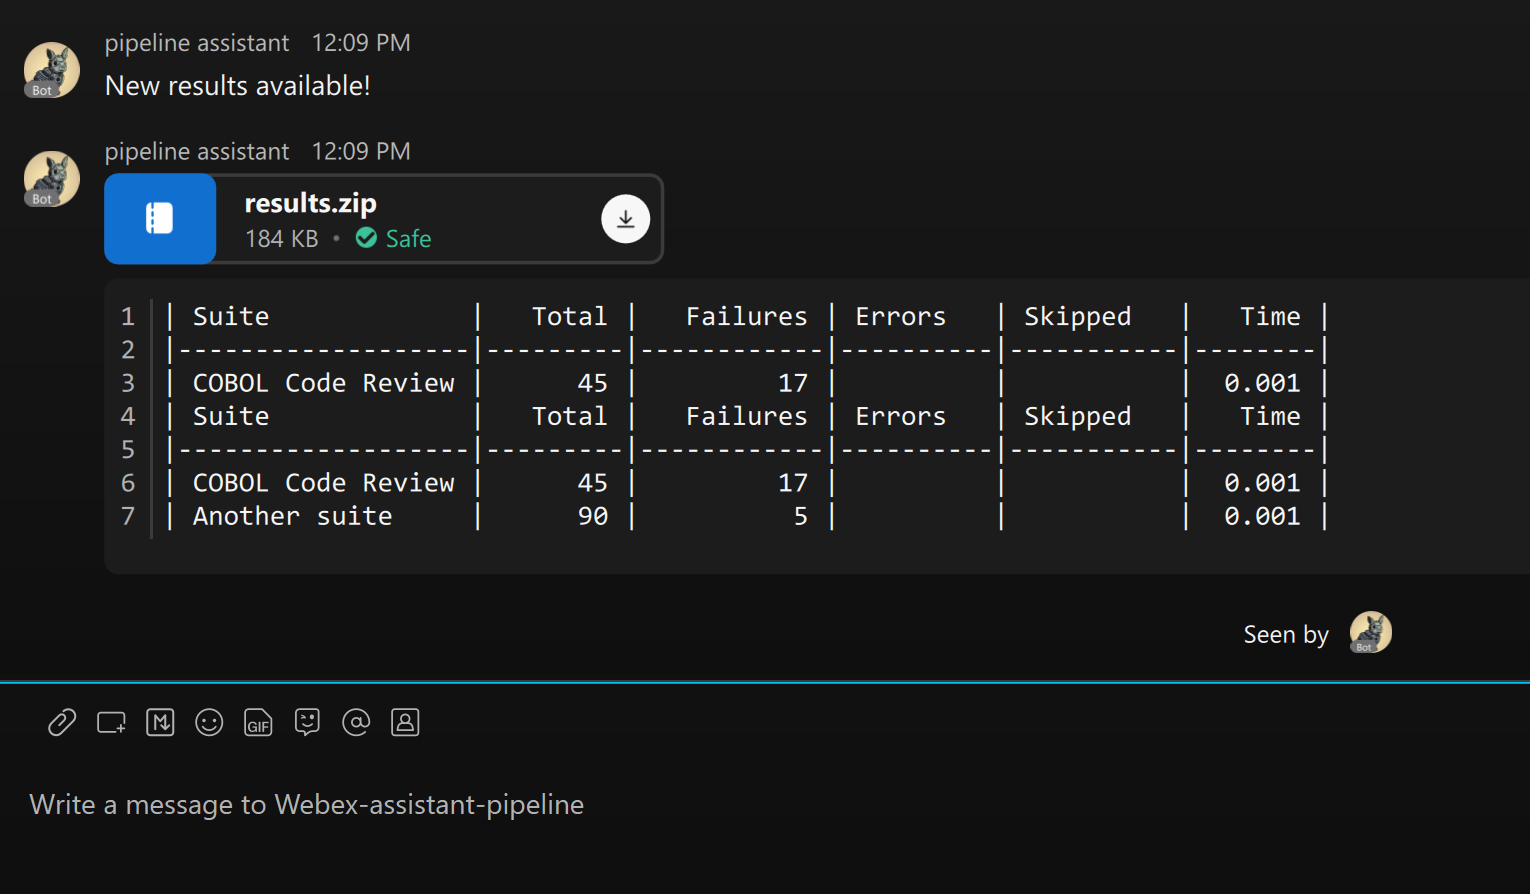 pipeline assistant 12:09 PM
Bot
New results available!
pipeline assistant 12:09 PM
Bot
results.zip
184 KB • Safe
1 | Suite             |   Total |   Failures | Errors   | Skipped   |   Time |
2 |-------------------|---------|------------|----------|-----------|--------|
3 | COBOL Code Review |      45 |         17 |          |           |  0.001 |
4 | Suite             |   Total |   Failures | Errors   | Skipped   |   Time |
5 |-------------------|---------|------------|----------|-----------|--------|
6 | COBOL Code Review |      45 |         17 |          |           |  0.001 |
7 | Another suite     |      90 |          5 |          |           |  0.001 |
Seen by
Bot
M GIF @
Write a message to Webex-assistant-pipeline